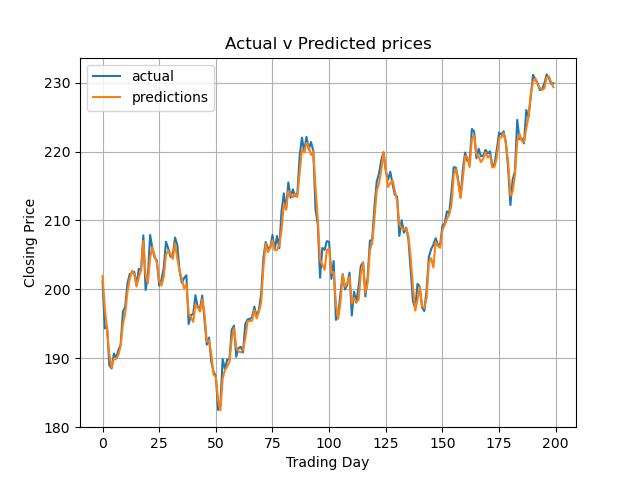 Actual v Predicted prices
actual
predictions
230
220
210
200
190
180
Closing Price
0 25 50 75 100 125 150 175 200
Trading Day